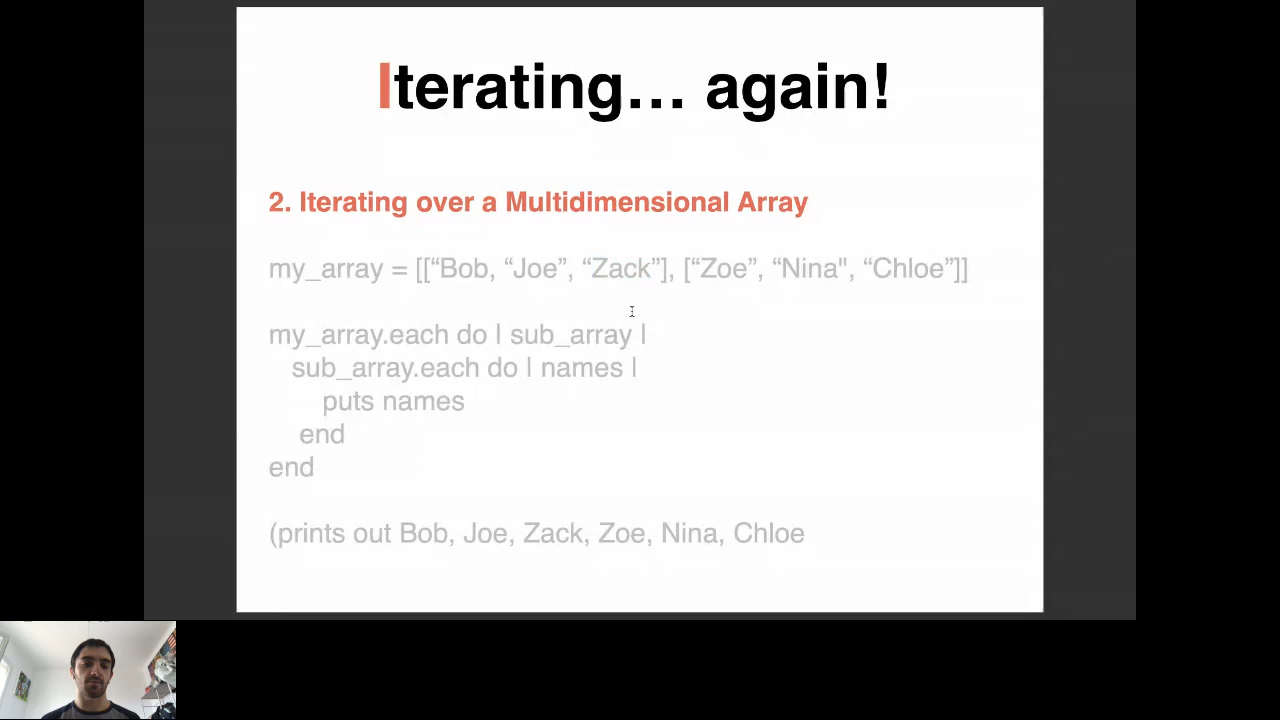 Iterating… again!
2. Iterating over a Multidimensional Array
my_array = [[“Bob, “Joe”, “Zack”], [“Zoe”, “Nina", “Chloe”]]
my_array.each do | sub_array |
sub_array.each do | names |
puts names
end
end
(prints out Bob, Joe, Zack, Zoe, Nina, Chloe